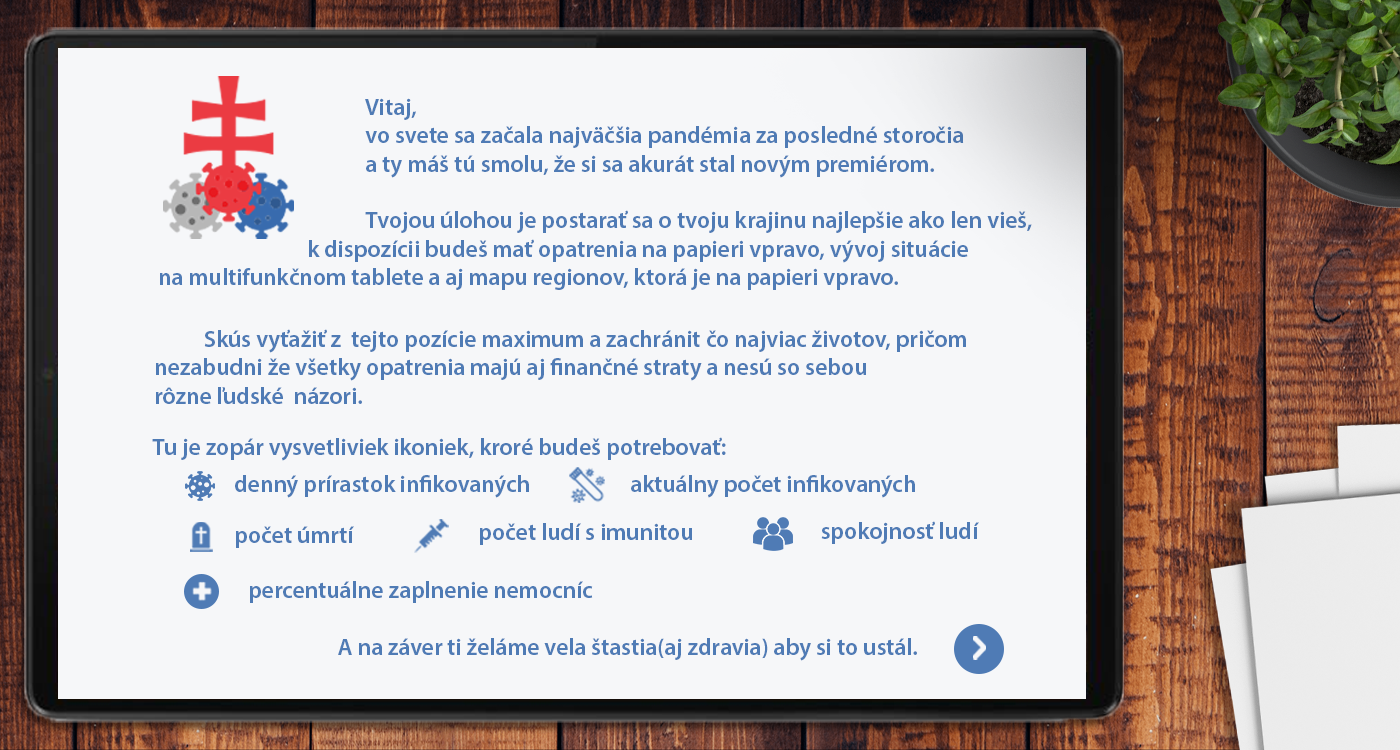 Vitaj,
vo svete sa začala najväčšia pandémia za posledné storočia
a ty máš tú smolu, že si sa akurát stal novým premiérom.
Tvojou úlohou je postarať sa o tvoju krajinu najlepšie ako len vieš,
k dispozícii budeš mať opatrenia na papieri vpravo, vývoj situácie
na multifunkčnom tablete a aj mapu regionov, ktorá je na papieri vpravo.
Skús vyťažiť z tejto pozície maximum a zachránit čo najviac životov, pričom
nezabudni že všetky opatrenia majú aj finančné straty a nesú so sebou
rôzne ľudské názori.
Tu je zopár vysvetliviek ikoniek, kroré budeš potrebovať:
denný prírastok infikovaných aktuálny počet infikovaných
počet úmrtí počet ludí s imunitou spokojnosť ludí
percentuálne zaplnenie nemocníc
A na záver ti želáme vela štastia(aj zdravia) aby si to ustál.